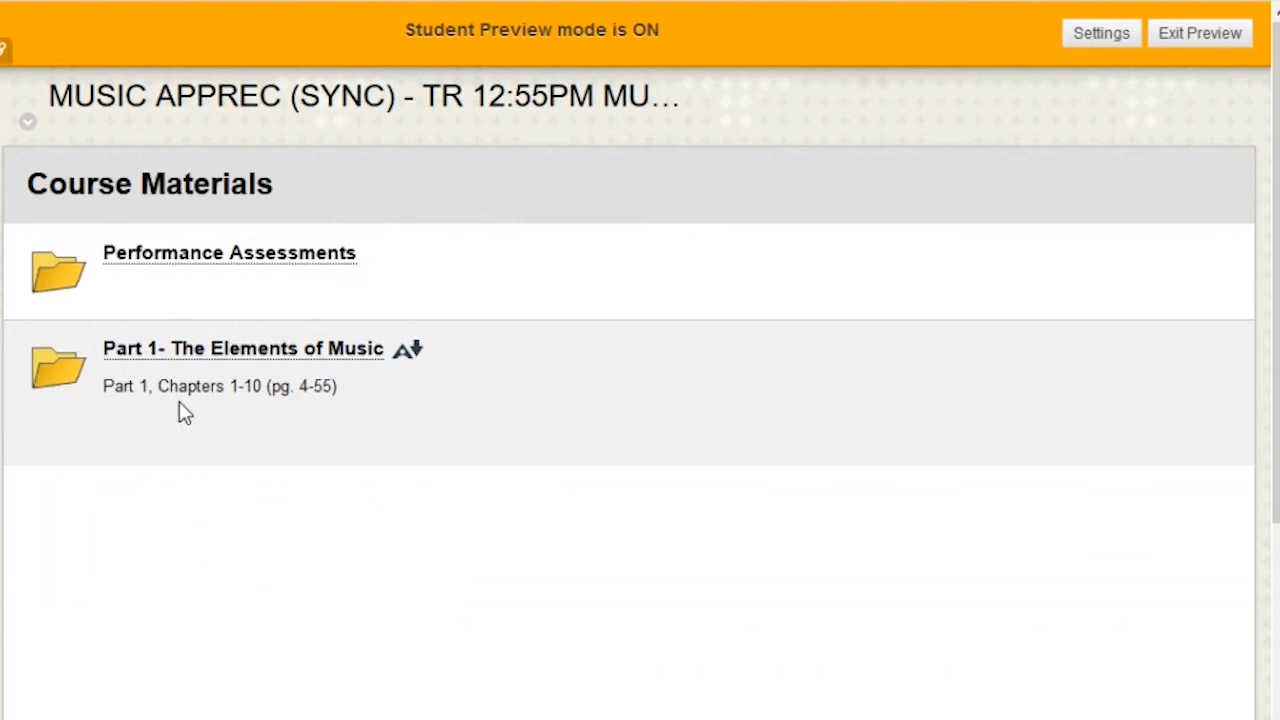 Student Preview mode is ON
Settings
Exit Preview
MUSIC APPREC (SYNC) - TR 12:55PM MU...
Course Materials
Performance Assessments
Part 1- The Elements of Music
Part 1, Chapters 1-10 (pg. 4-55)